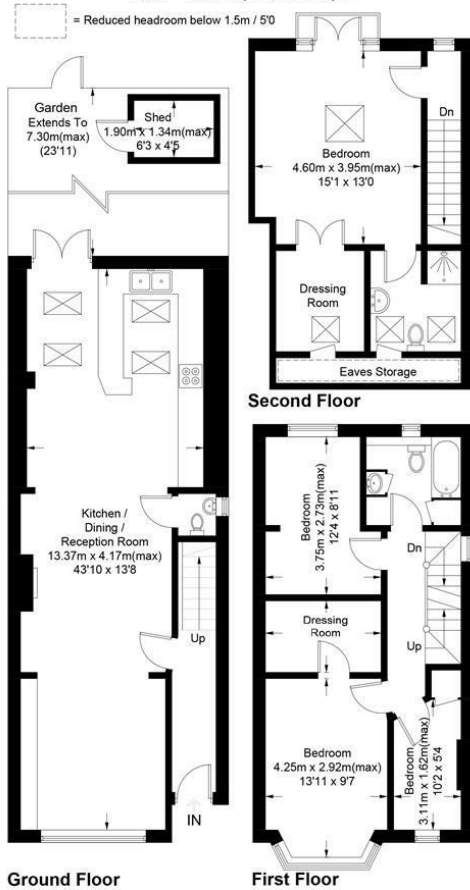 = Reduced headroom below 1.5m / 5'0
Garden
Extends To
7.30m(max)
(23'11)
Shed
1.90m x 1.34m(max)
6'3 x 4'5
Kitchen /
Dining /
Reception Room
13.37m x 4.17m(max)
43'10 x 13'8
Up
IN
Ground Floor
Bedroom
4.60m x 3.95m(max)
15'1 x 13'0
Dn
Dressing
Room
Eaves Storage
Second Floor
Bedroom
3.75m x 2.73m(max)
12'4 x 8'11
Dn
Dressing
Room
Up
Bedroom
4.25m x 2.92m(max)
13'11 x 9'7
Bedroom
3.11m x 1.62m(max)
10'2 x 5'4
First Floor